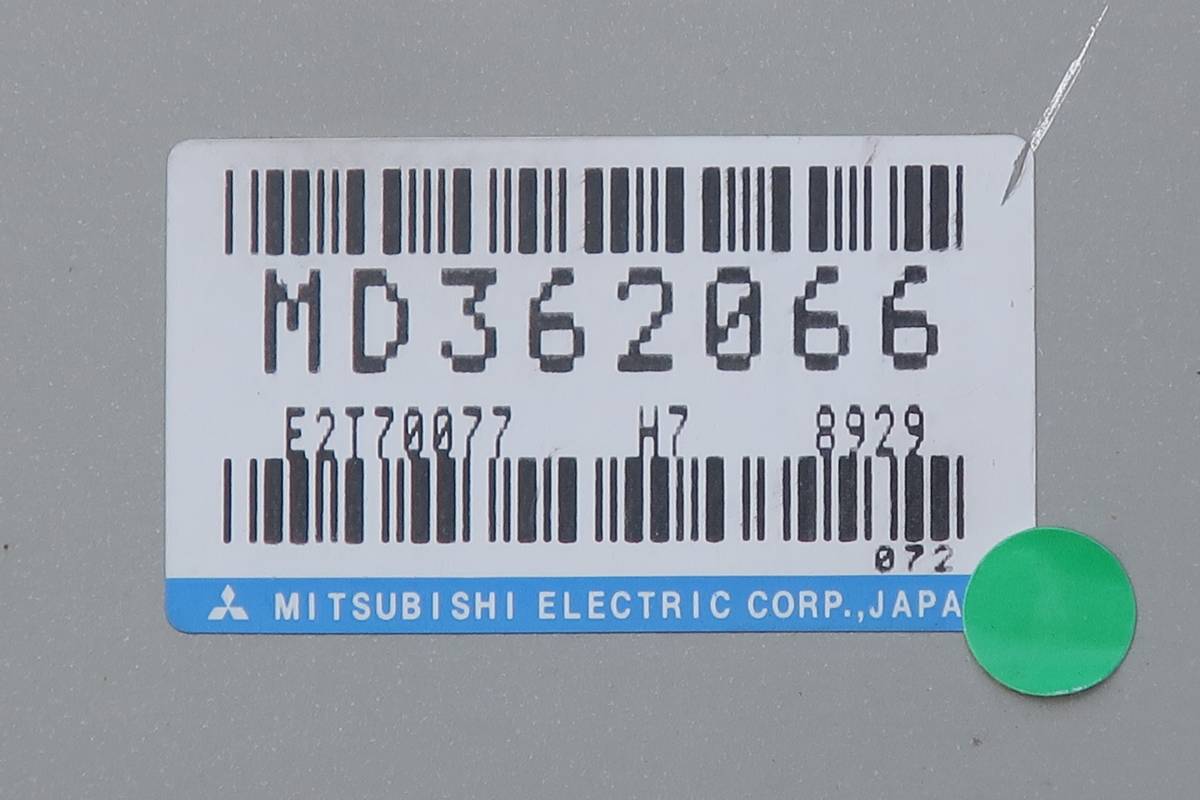 MD362066
E2T70077 H7 8929
072
MITSUBISHI ELECTRIC CORP.,JAPA